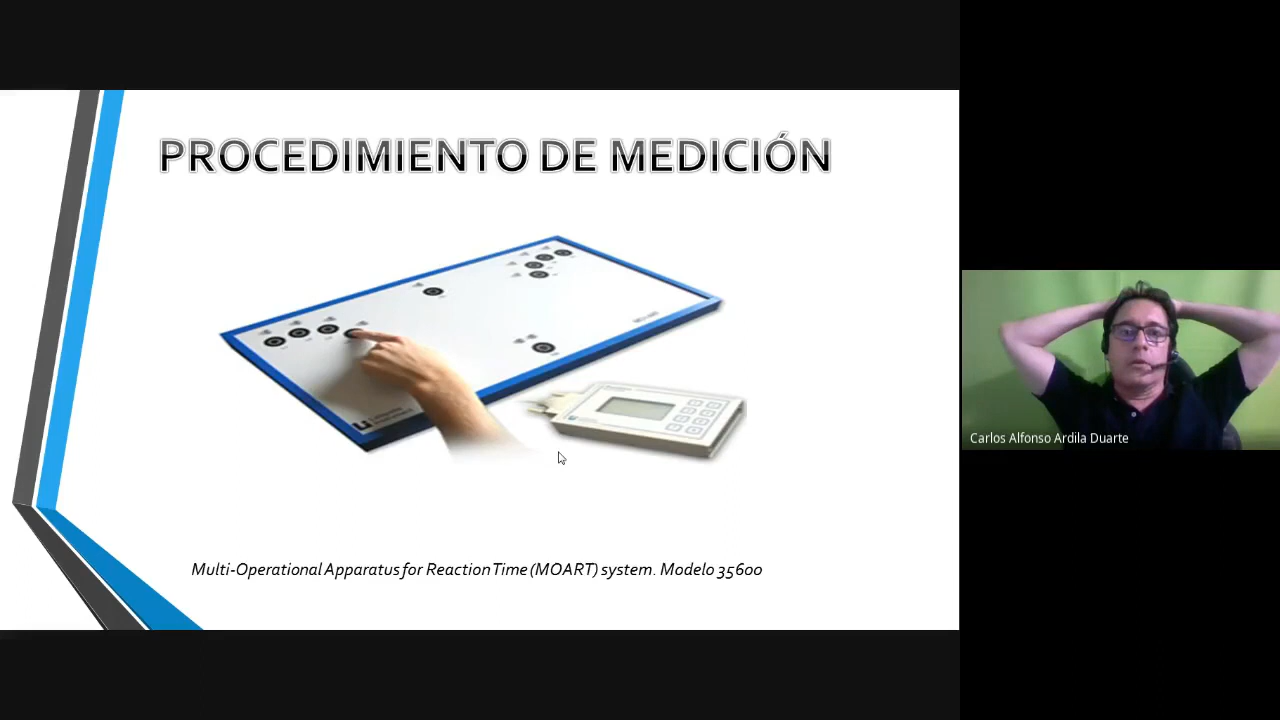 PROCEDIMIENTO DE MEDICIÓN
Multi-Operational Apparatus for Reaction Time (MOART) system. Modelo 35600
Carlos Alfonso Ardila Duarte